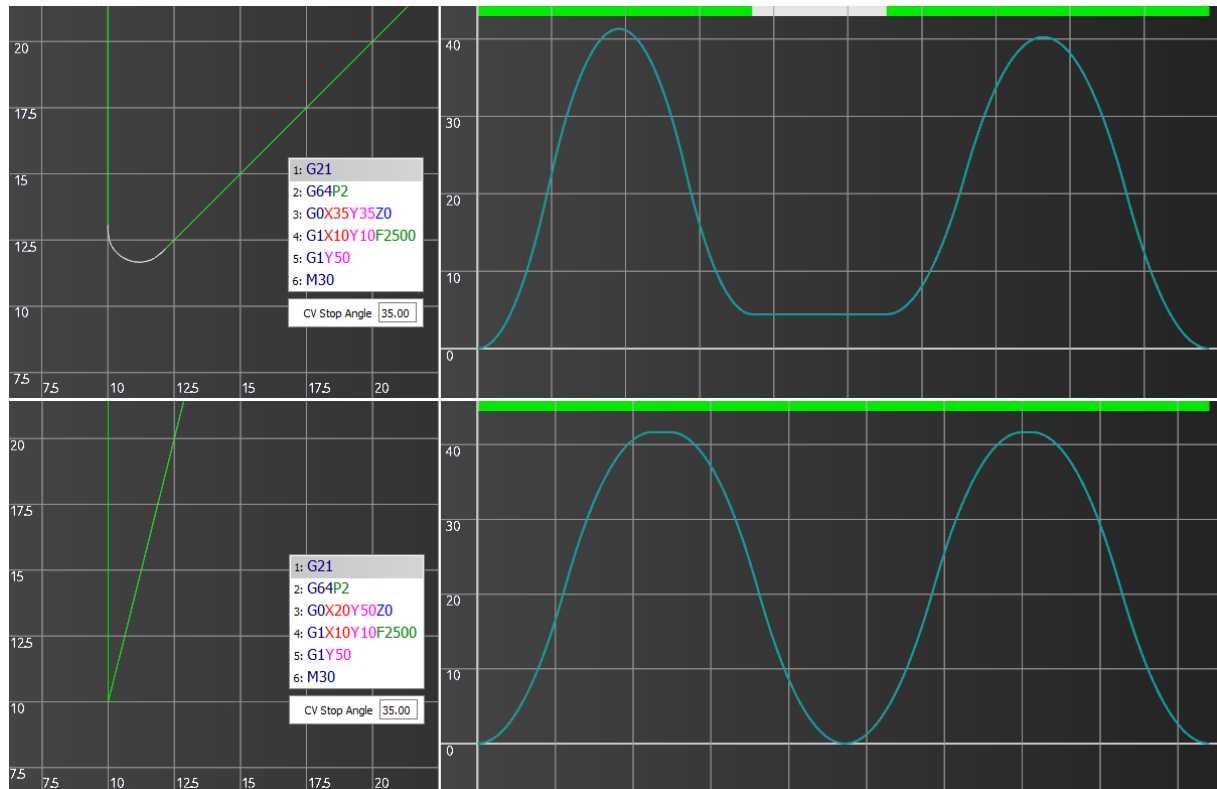 20
17.5
15
12.5
10
7.5
7.5 10 12.5 15 17.5 20
1: G21
2: G64P2
3: G0X35Y35Z0
4: G1X10Y10F2500
5: G1Y50
6: M30
CV Stop Angle 35.00
40
30
20
10
0
20
17.5
15
12.5
10
7.5
7.5 10 12.5 15 17.5 20
1: G21
2: G64P2
3: G0X20Y50Z0
4: G1X10Y10F2500
5: G1Y50
6: M30
CV Stop Angle 35.00
40
30
20
10
0